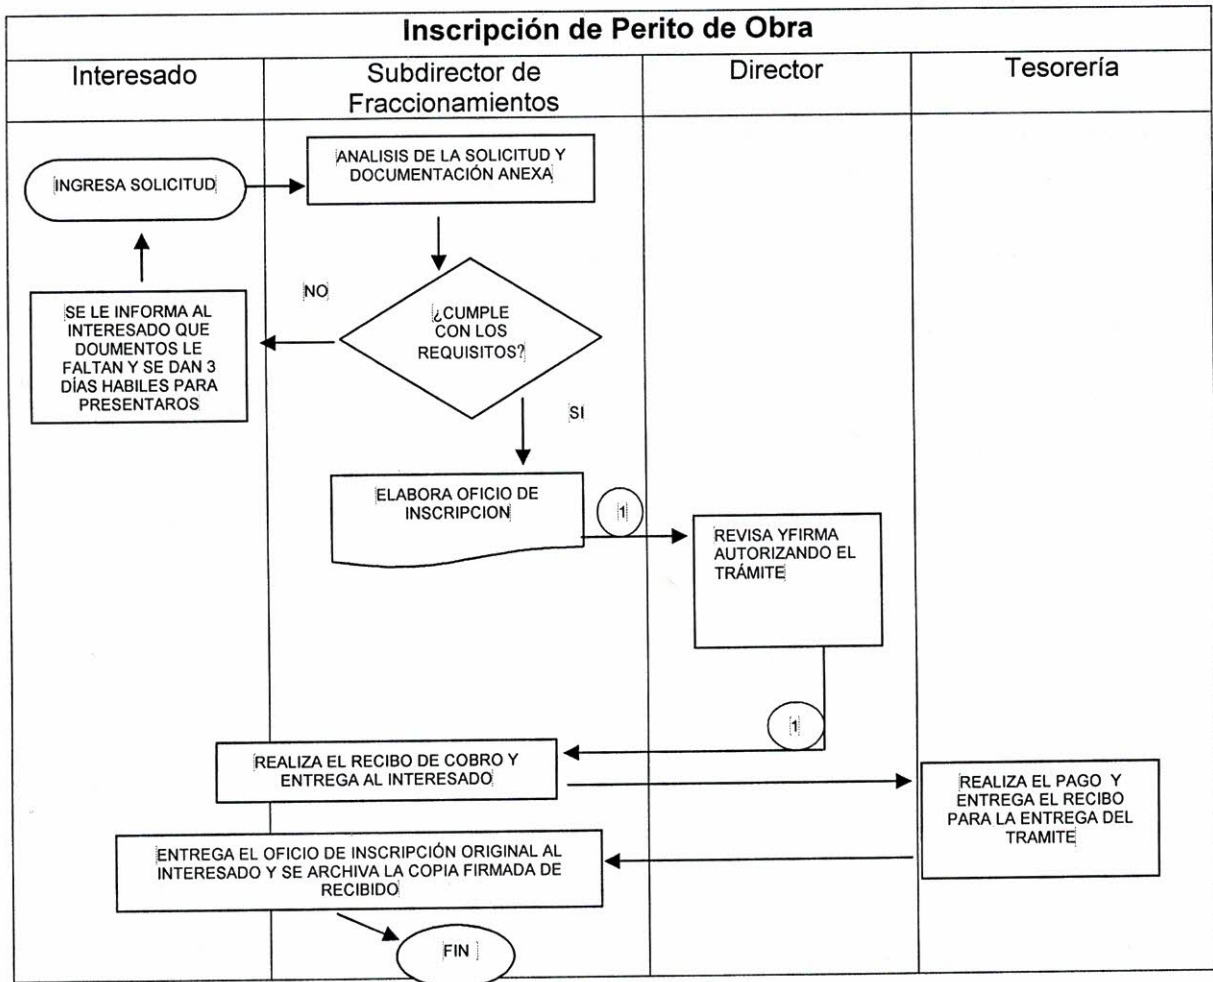 Inscripción de Perito de Obra
Interesado
Subdirector de
Fraccionamientos
Director
Tesorería
INGRESA SOLICITUD
ANALISIS DE LA SOLICITUD Y
DOCUMENTACIÓN ANEXA
NO
SE LE INFORMA AL
INTERESADO QUE
DOUMENTOS LE
FALTAN Y SE DAN 3
DÍAS HABILES PARA
PRESENTAROS
¿CUMPLE
CON LOS
REQUISITOS?
SI
ELABORA OFICIO DE
INSCRIPCION
1
REVISA YFIRMA
AUTORIZANDO EL
TRÁMITE
1
REALIZA EL RECIBO DE COBRO Y
ENTREGA AL INTERESADO
REALIZA EL PAGO Y
ENTREGA EL RECIBO
PARA LA ENTREGA DEL
TRAMITE
ENTREGA EL OFICIO DE INSCRIPCIÓN ORIGINAL AL
INTERESADO Y SE ARCHIVA LA COPIA FIRMADA DE
RECIBIDO
FIN